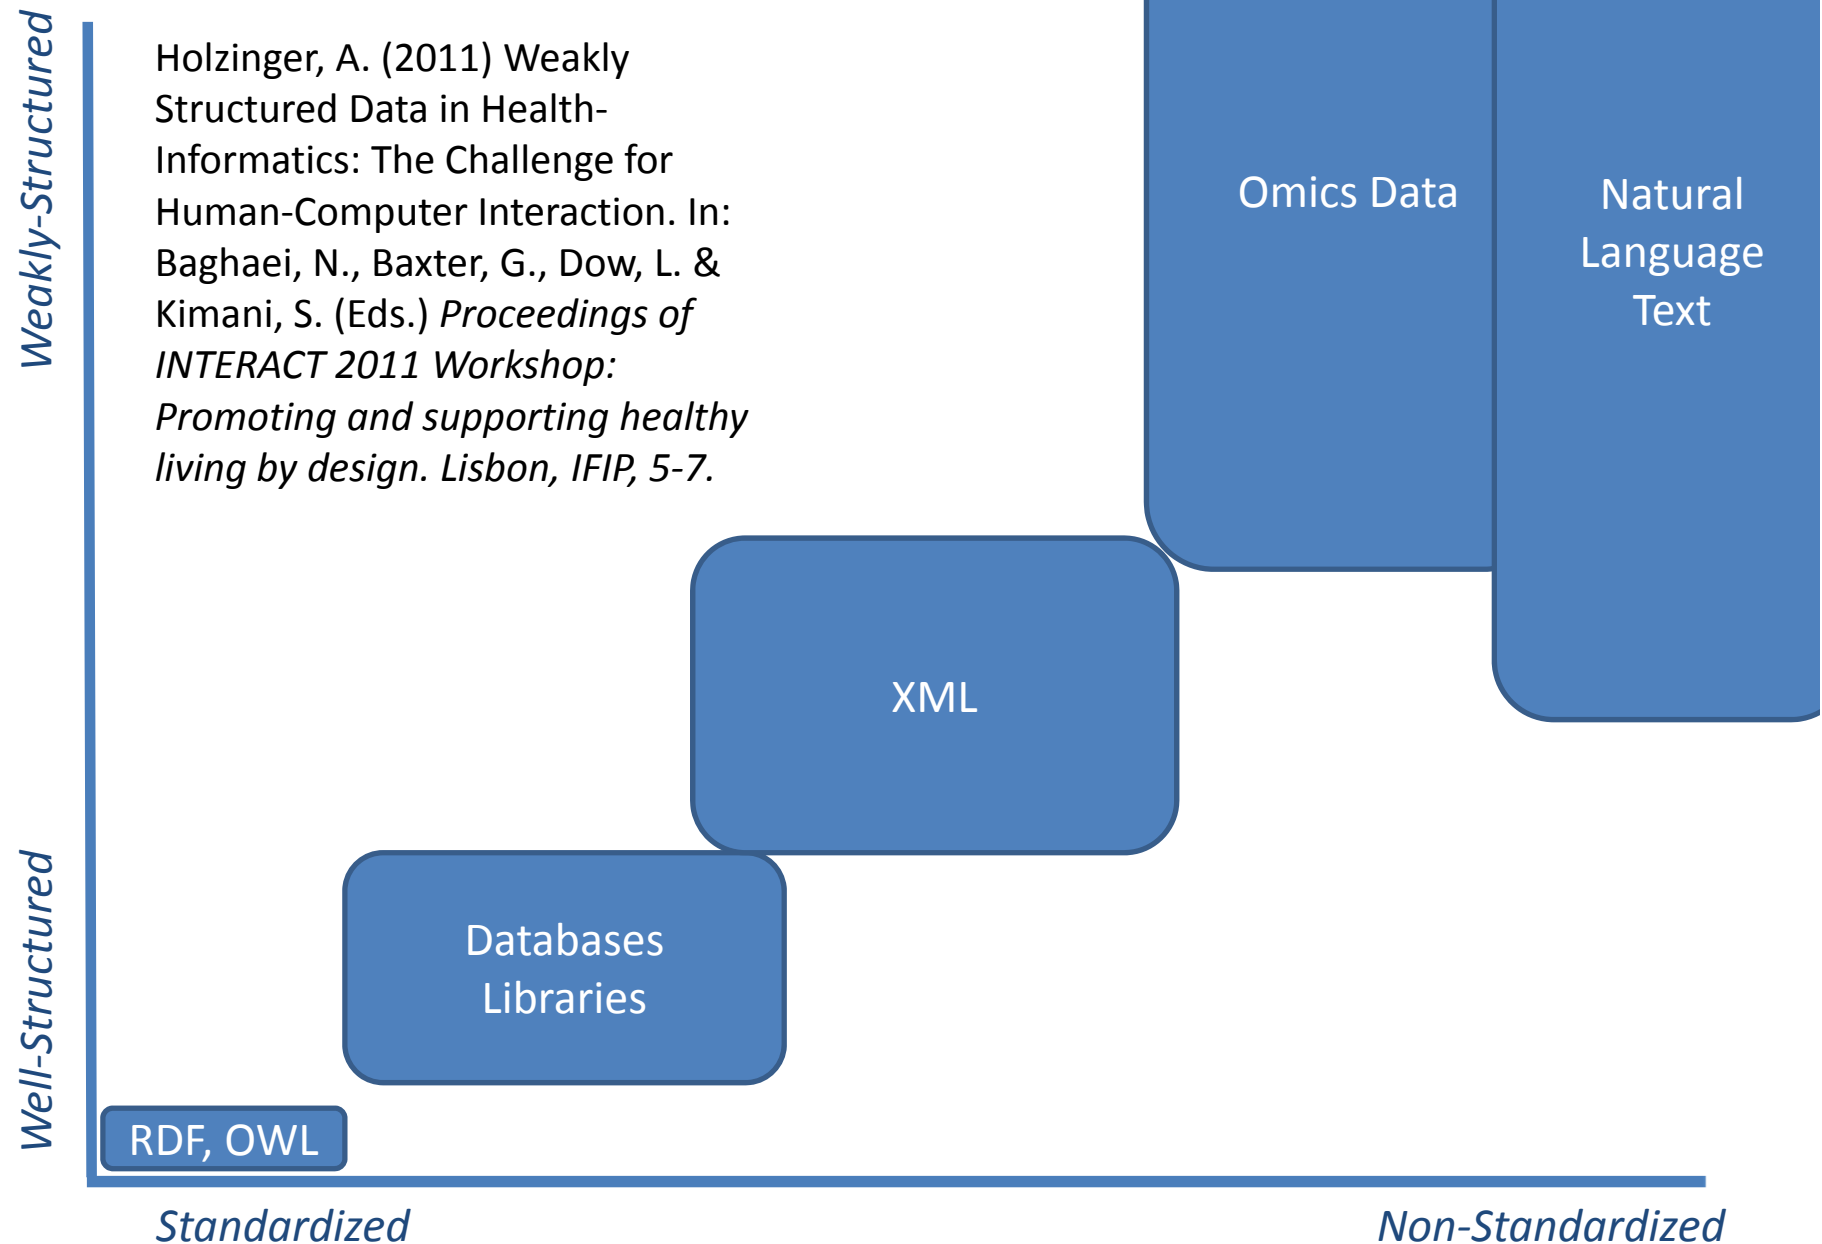 Weakly-Structured
Holzinger, A. (2011) Weakly
Structured Data in Health-
Informatics: The Challenge for
Human-Computer Interaction. In:
Baghaei, N., Baxter, G., Dow, L. &
Kimani, S. (Eds.) Proceedings of
INTERACT 2011 Workshop:
Promoting and supporting healthy
living by design. Lisbon, IFIP, 5-7.
Omics Data
Natural
Language
Text
XML
Well-Structured
Databases
Libraries
RDF, OWL
Standardized
Non-Standardized